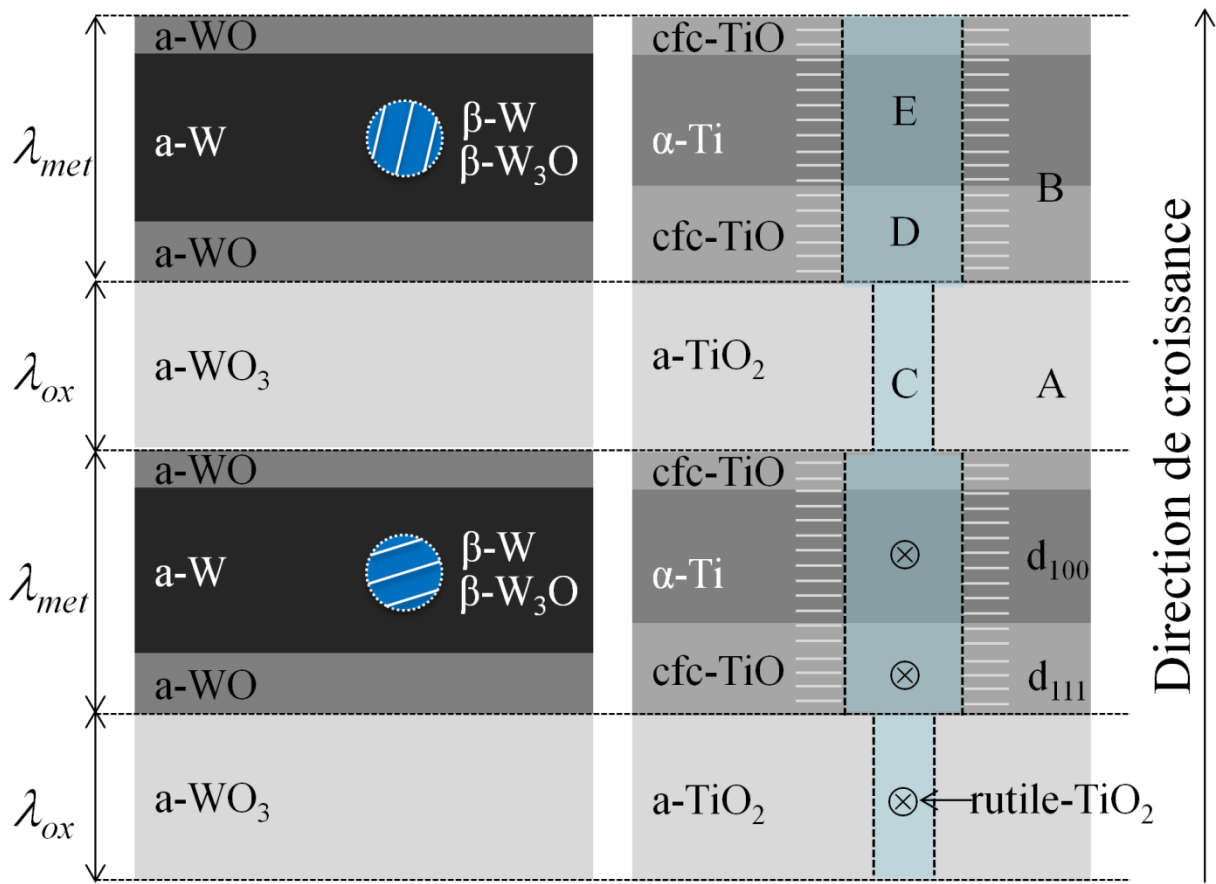 a-WO
cfc-TiO
λmet
a-W
β-W
β-W₃O
α-Ti
E
B
a-WO
cfc-TiO
D
λox
a-WO₃
a-TiO₂
C
A
a-WO
cfc-TiO
λmet
a-W
β-W
β-W₃O
α-Ti
d₁₀₀
a-WO
cfc-TiO
d₁₁₁
λox
a-WO₃
a-TiO₂
rutile-TiO₂
Direction de croissance